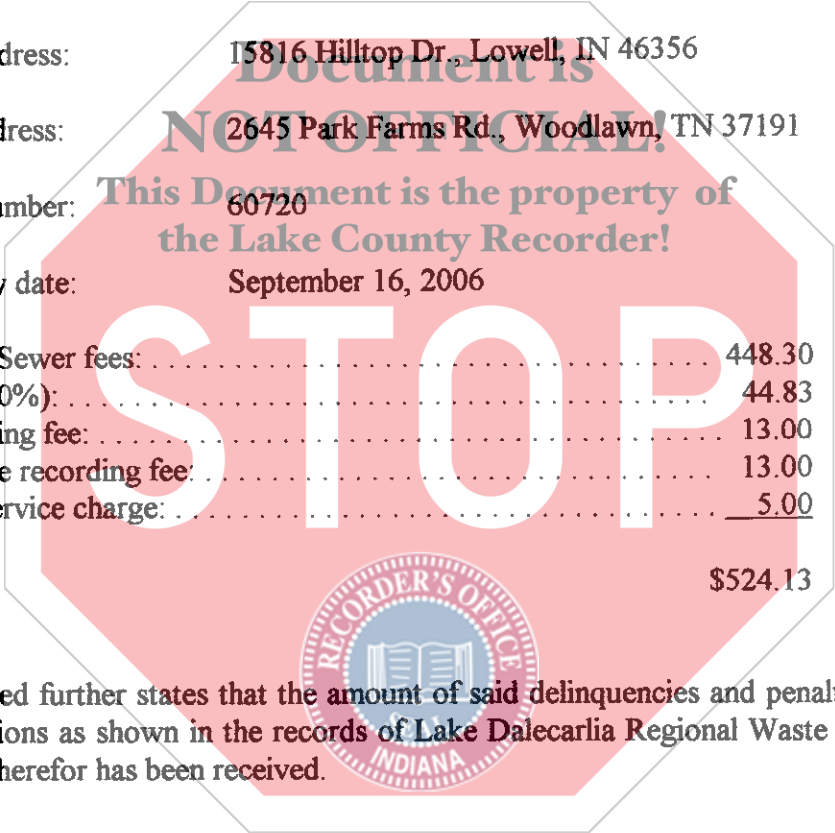 dress: 15816 Hilltop Dr., Lowell, IN 46356
Document is
dress: 2645 Park Farms Rd., Woodlawn, TN 37191
NOT OFFICIAL!
This Document is the property of
mber: 60720
the Lake County Recorder!
date: September 16, 2006
STOP
Sewer fees: 448.30
0%): 44.83
ing fee: 13.00
e recording fee: 13.00
ervice charge: 5.00
$524.13
RECORDER'S OFFICE
SEAL
INDIANA
ed further states that the amount of said delinquencies and penal
ions as shown in the records of Lake Dalecarlia Regional Waste
herefor has been received.